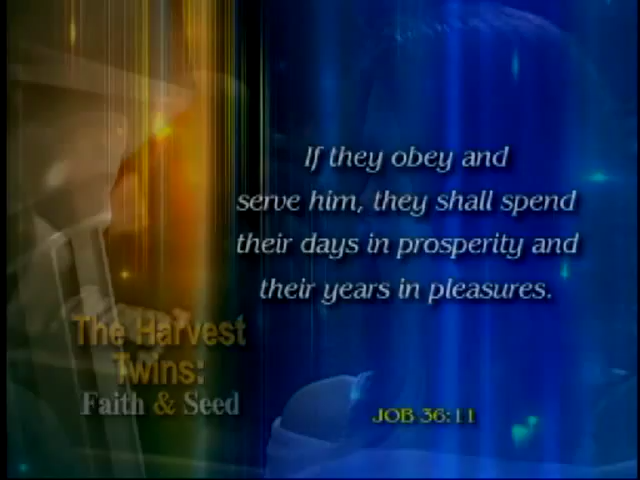 If they obey and
serve him, they shall spend
their days in prosperity and
their years in pleasures.
The Harvest
Twins:
Faith & Seed
JOB 36:11